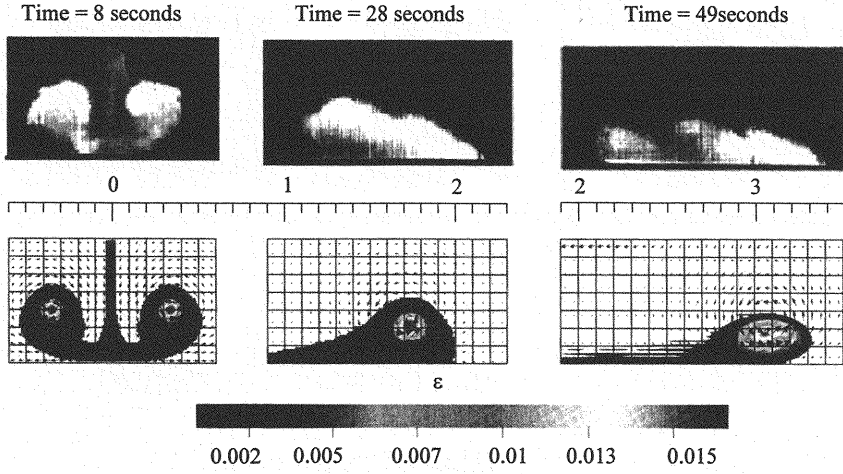 Time = 8 seconds Time = 28 seconds Time = 49seconds
0 1 2 2 3
ε
0.002 0.005 0.007 0.01 0.013 0.015